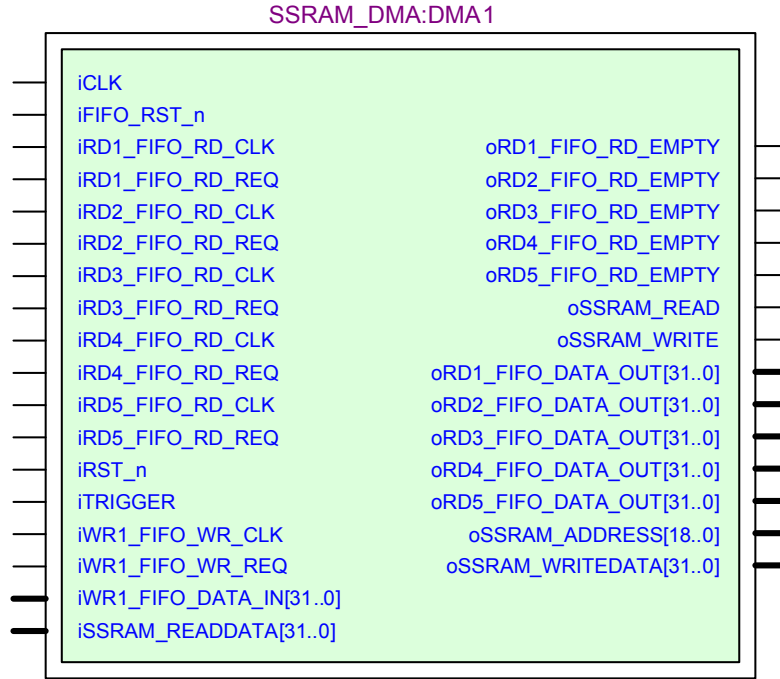 SSRAM_DMA:DMA1
iCLK
iFIFO_RST_n
iRD1_FIFO_RD_CLK oRD1_FIFO_RD_EMPTY
iRD1_FIFO_RD_REQ oRD2_FIFO_RD_EMPTY
iRD2_FIFO_RD_CLK oRD3_FIFO_RD_EMPTY
iRD2_FIFO_RD_REQ oRD4_FIFO_RD_EMPTY
iRD3_FIFO_RD_CLK oRD5_FIFO_RD_EMPTY
iRD3_FIFO_RD_REQ oSSRAM_READ
iRD4_FIFO_RD_CLK oSSRAM_WRITE
iRD4_FIFO_RD_REQ oRD1_FIFO_DATA_OUT[31..0]
iRD5_FIFO_RD_CLK oRD2_FIFO_DATA_OUT[31..0]
iRD5_FIFO_RD_REQ oRD3_FIFO_DATA_OUT[31..0]
iRST_n oRD4_FIFO_DATA_OUT[31..0]
iTRIGGER oRD5_FIFO_DATA_OUT[31..0]
iWR1_FIFO_WR_CLK oSSRAM_ADDRESS[18..0]
iWR1_FIFO_WR_REQ oSSRAM_WRITEDATA[31..0]
iWR1_FIFO_DATA_IN[31..0]
iSSRAM_READDATA[31..0]